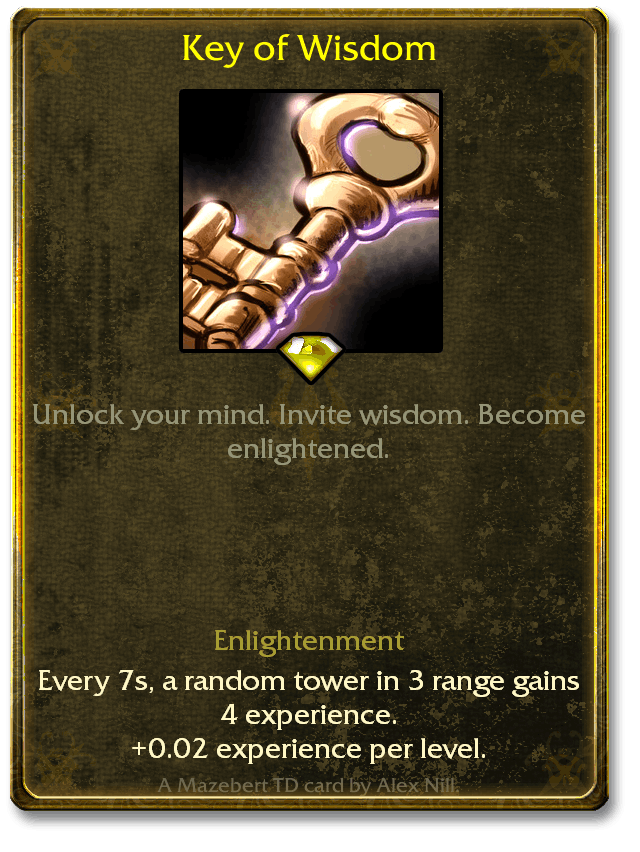 Key of Wisdom
Unlock your mind. Invite wisdom. Become
enlightened.
Enlightenment
Every 7s, a random tower in 3 range gains
4 experience.
+0.02 experience per level.
A Mazebert TD card by Alex Nill.